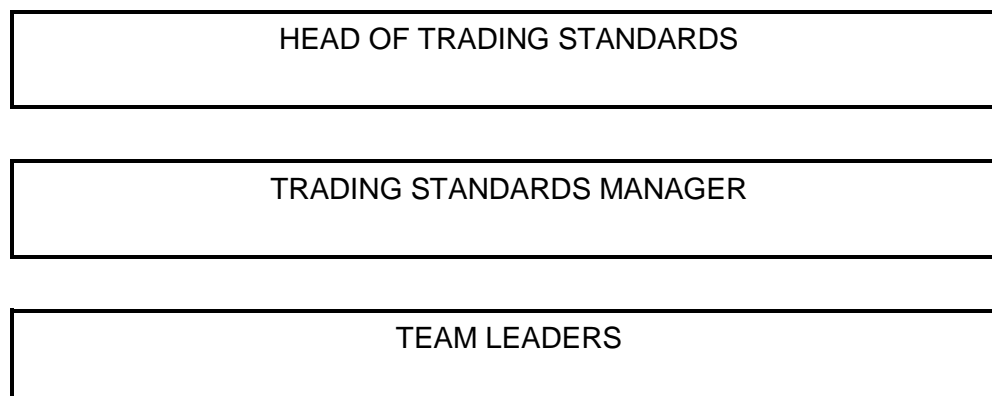 HEAD OF TRADING STANDARDS
TRADING STANDARDS MANAGER
TEAM LEADERS